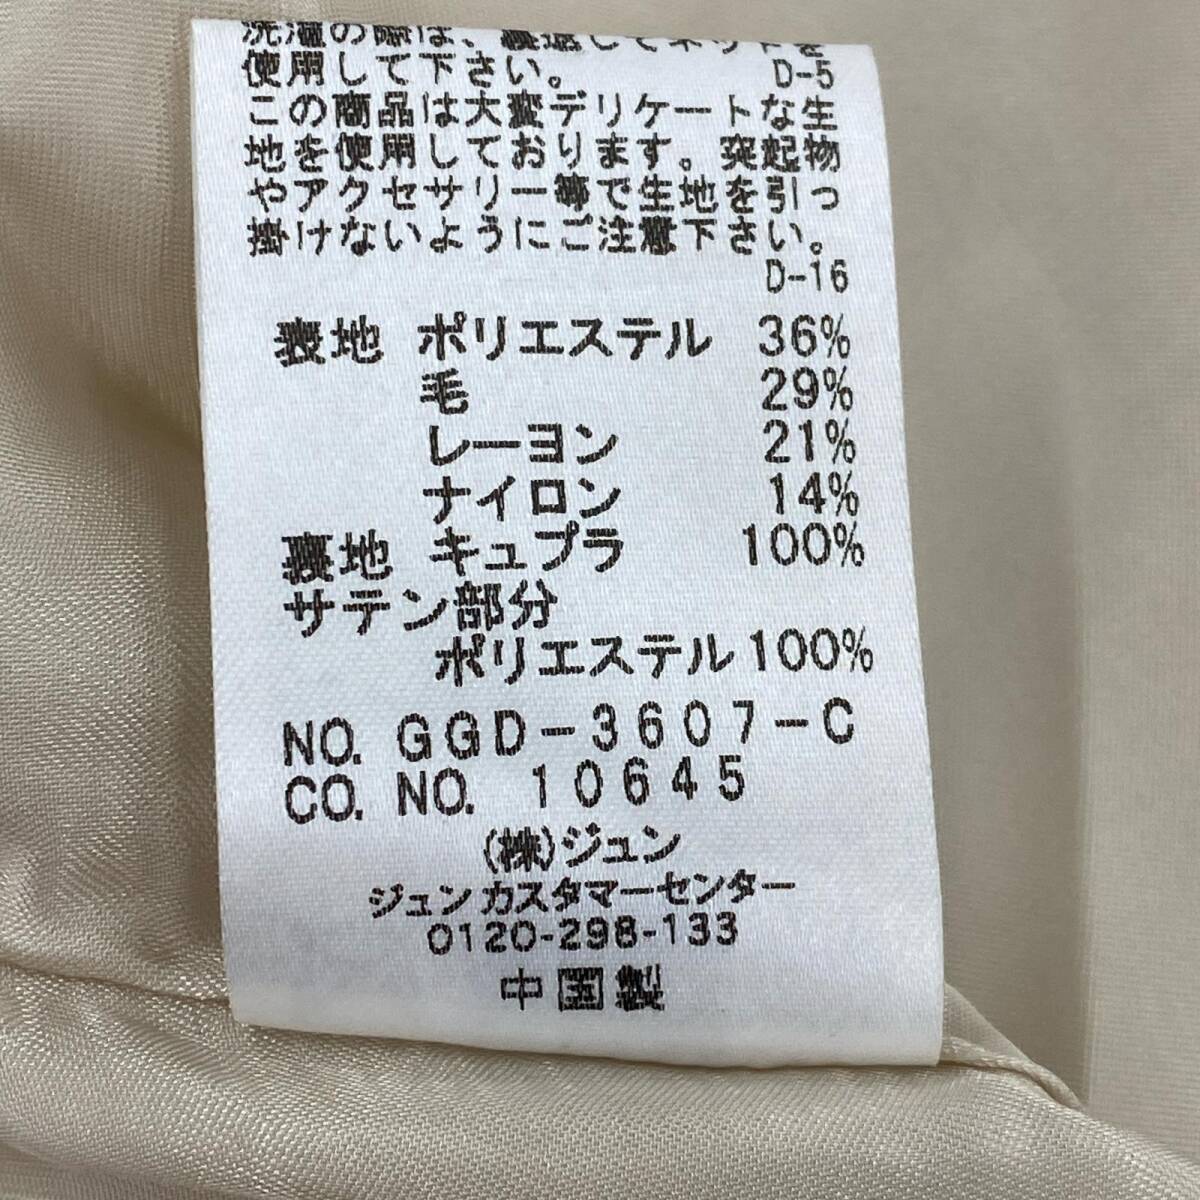 洗濯の際は、裏返してネットを
使用して下さい。 D-5
この商品は大変デリケートな生
地を使用しております。突起物
やアクセサリー等で生地を引っ
掛けないようにご注意下さい。
D-16
表地 ポリエステル 36%
毛 29%
レーヨン 21%
ナイロン 14%
裏地 キュプラ 100%
サテン部分
ポリエステル 100%
NO. GGD-3607-C
CO. NO. 10645
(株)ジュン
ジュン カスタマーセンター
0120-298-133
中国製